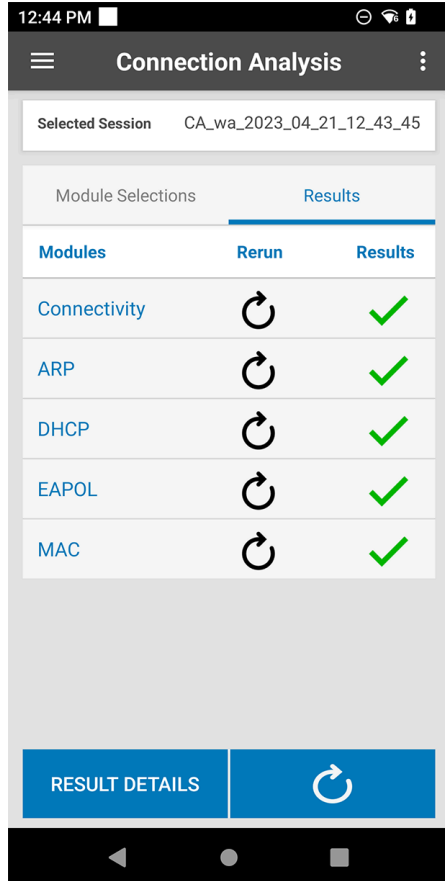 12:44 PM
6
Connection Analysis
Selected Session CA_wa_2023_04_21_12_43_45
Module Selections Results
Modules Rerun Results
Connectivity
ARP
DHCP
EAPOL
MAC
RESULT DETAILS